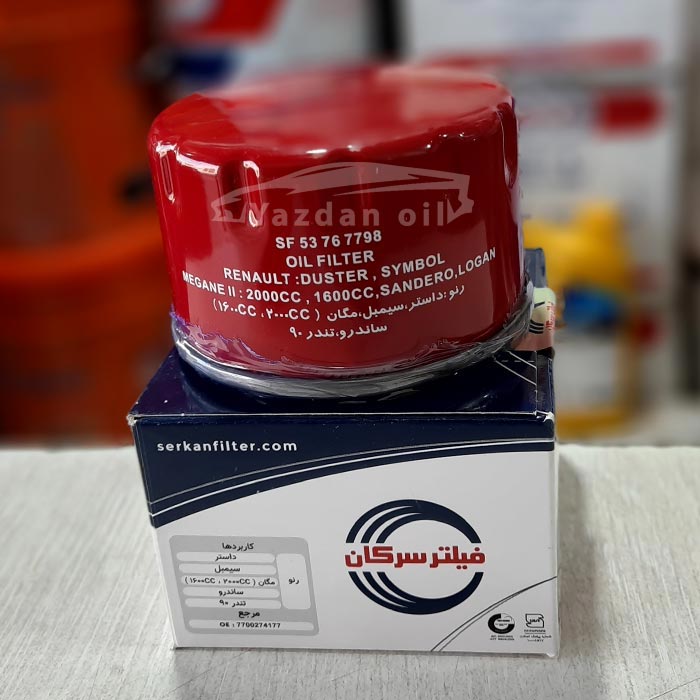 Yazdan oil
SF 53 76 7798
OIL FILTER
RENAULT :DUSTER , SYMBOL
MEGANE II : 2000CC , 1600CC,SANDERO,LOGAN
رنو:داستر،سیمبل،مگان ( ۱۶۰۰CC ،۲۰۰۰CC)
ساندرو،تندر ۹۰
serkanfilter.com
فیلتر سرکان
کاربردها
رنو
داستر
سیمبل
مگان ( ۲۰۰۰CC ، ۱۶۰۰CC )
ساندرو
تندر ۹۰
مرجع
OE : 7700274177